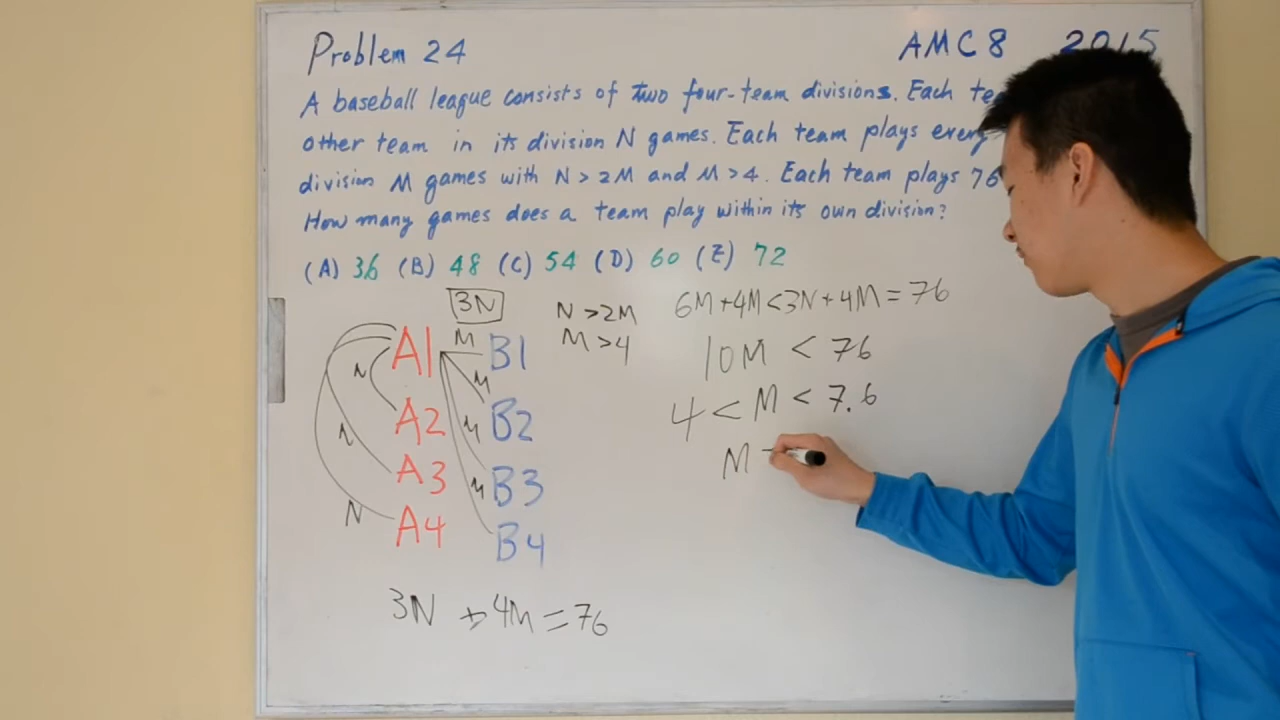 Problem 24
AMC 8 2015
A baseball league consists of two four-team divisions. Each
other team in its division N games. Each team plays every
division M games with N > 2M and M > 4. Each team plays 76
How many games does a team play within its own division?
(A) 36 (B) 48 (C) 54 (D) 60 (E) 72
3N
N > 2M
M > 4
6M + 4M < 3N + 4M = 76
10M < 76
4 < M < 7.6
M
A1 M B1
N M
A2 M B2
N
A3 M B3
N
A4 B4
3N + 4M = 76